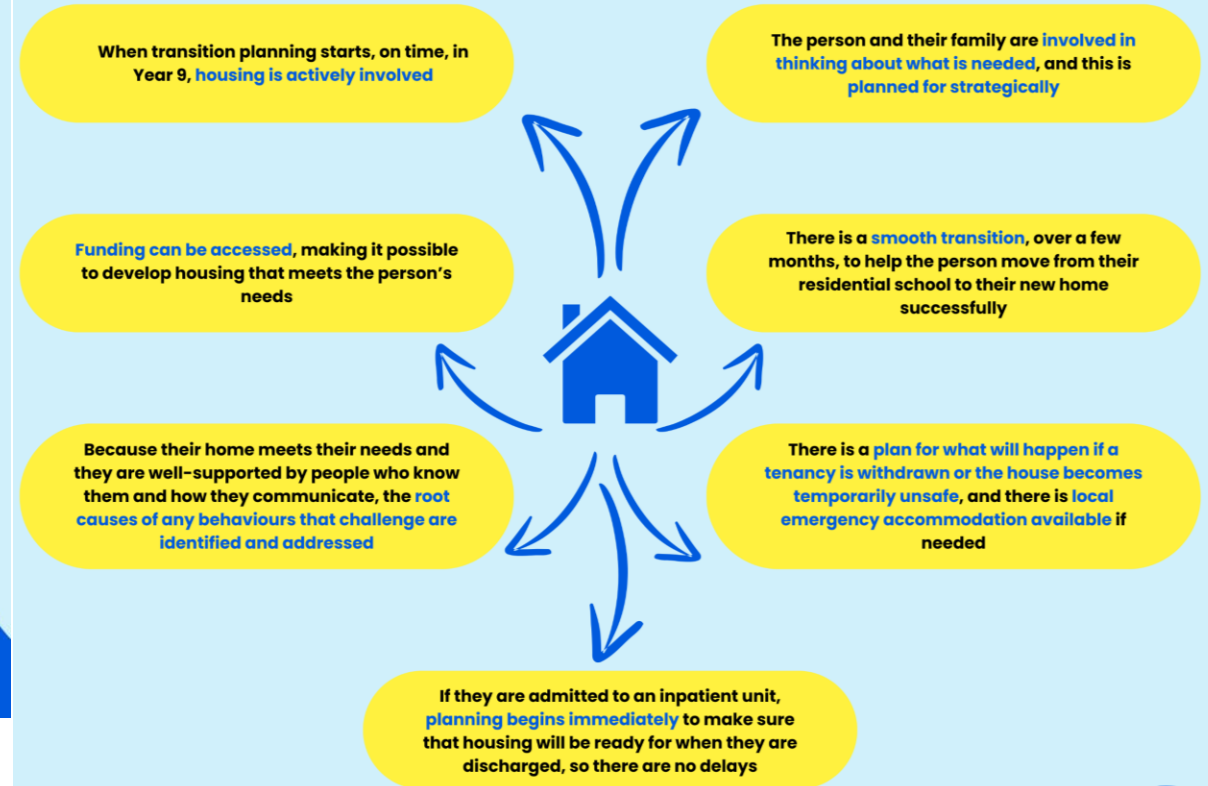 When transition planning starts, on time, in
Year 9, housing is actively involved
The person and their family are involved in
thinking about what is needed, and this is
planned for strategically
Funding can be accessed, making it possible
to develop housing that meets the person's
needs
There is a smooth transition, over a few
months, to help the person move from their
residential school to their new home
successfully
Because their home meets their needs and
they are well-supported by people who know
them and how they communicate, the root
causes of any behaviours that challenge are
identified and addressed
There is a plan for what will happen if a
tenancy is withdrawn or the house becomes
temporarily unsafe, and there is local
emergency accommodation available if
needed
If they are admitted to an inpatient unit,
planning begins immediately to make sure
that housing will be ready for when they are
discharged, so there are no delays